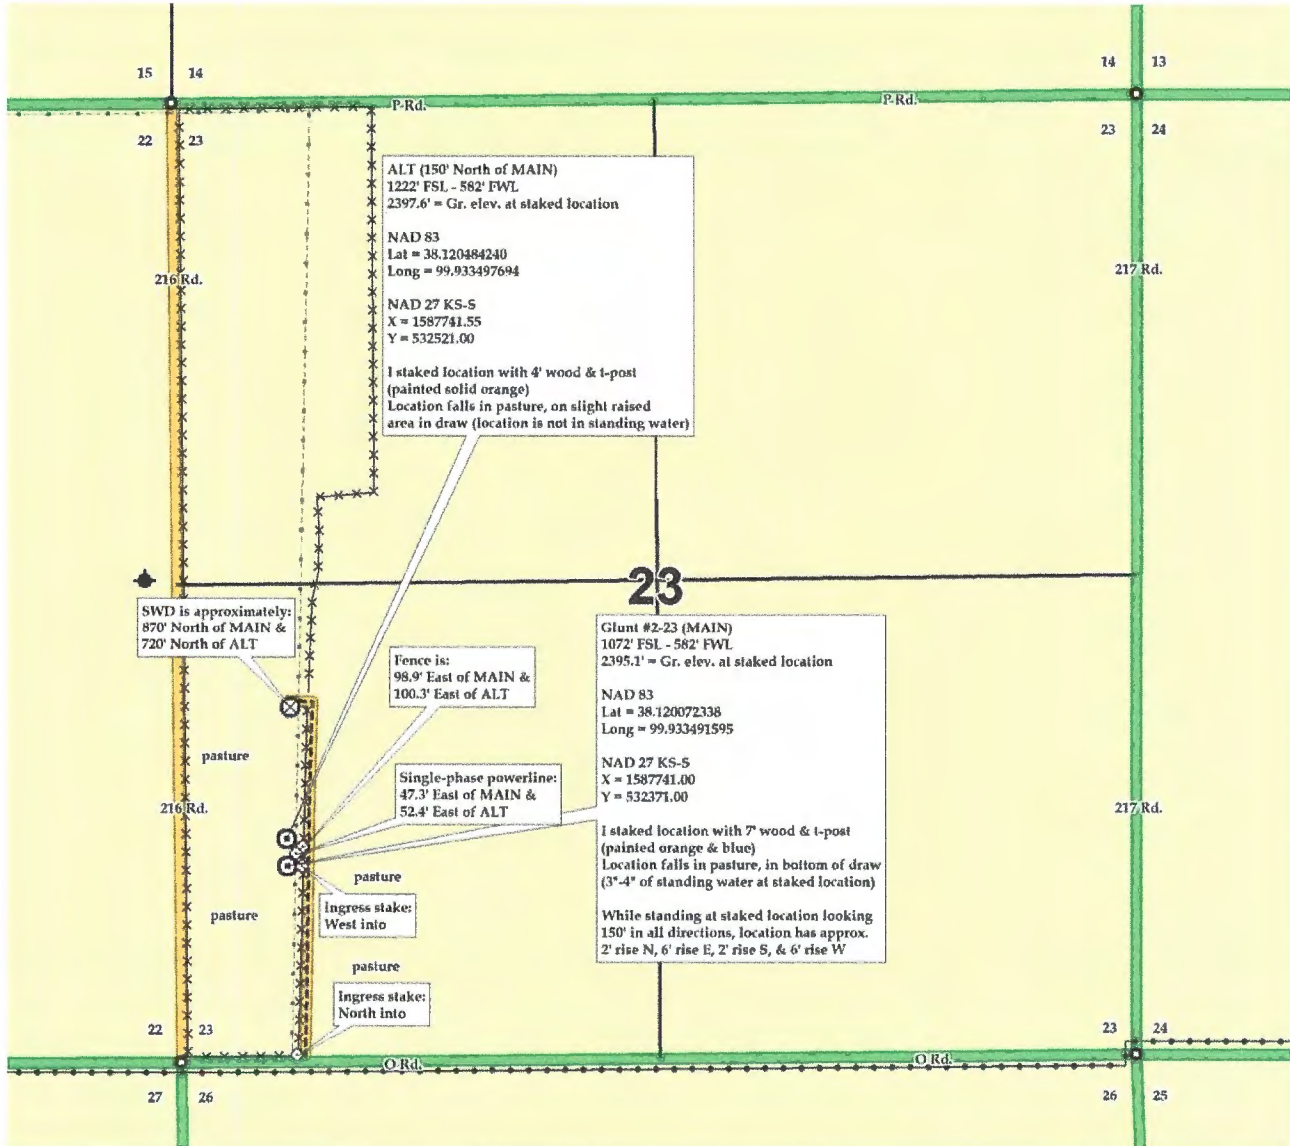 15 14
14 13
P-Rd.
P-Rd.
22 23
23 24
ALT (150' North of MAIN)
1222' FSL - 582' FWL
2397.6' = Gr. elev. at staked location
NAD 83
Lat = 38.120484240
Long = 99.933497694
NAD 27 KS-S
X = 1587741.55
Y = 532521.00
I staked location with 4' wood & t-post
(painted solid orange)
Location falls in pasture, on slight raised
area in draw (location is not in standing water)
216 Rd.
217 Rd.
23
SWD is approximately:
870' North of MAIN &
720' North of ALT
Fence is:
98.9' East of MAIN &
100.3' East of ALT
Glunt #2-23 (MAIN)
1072' FSL - 582' FWL
2395.1' = Gr. elev. at staked location
NAD 83
Lat = 38.120072338
Long = 99.933491595
NAD 27 KS-S
X = 1587741.00
Y = 532371.00
I staked location with 7' wood & t-post
(painted orange & blue)
Location falls in pasture, in bottom of draw
(3"-4" of standing water at staked location)
While standing at staked location looking
150' in all directions, location has approx.
2' rise N, 6' rise E, 2' rise S, & 6' rise W
pasture
Single-phase powerline:
47.3' East of MAIN &
52.4' East of ALT
216 Rd.
217 Rd.
pasture
pasture
Ingress stake:
West into
pasture
Ingress stake:
North into
22 23
23 24
O Rd.
O Rd.
27 26
26 25